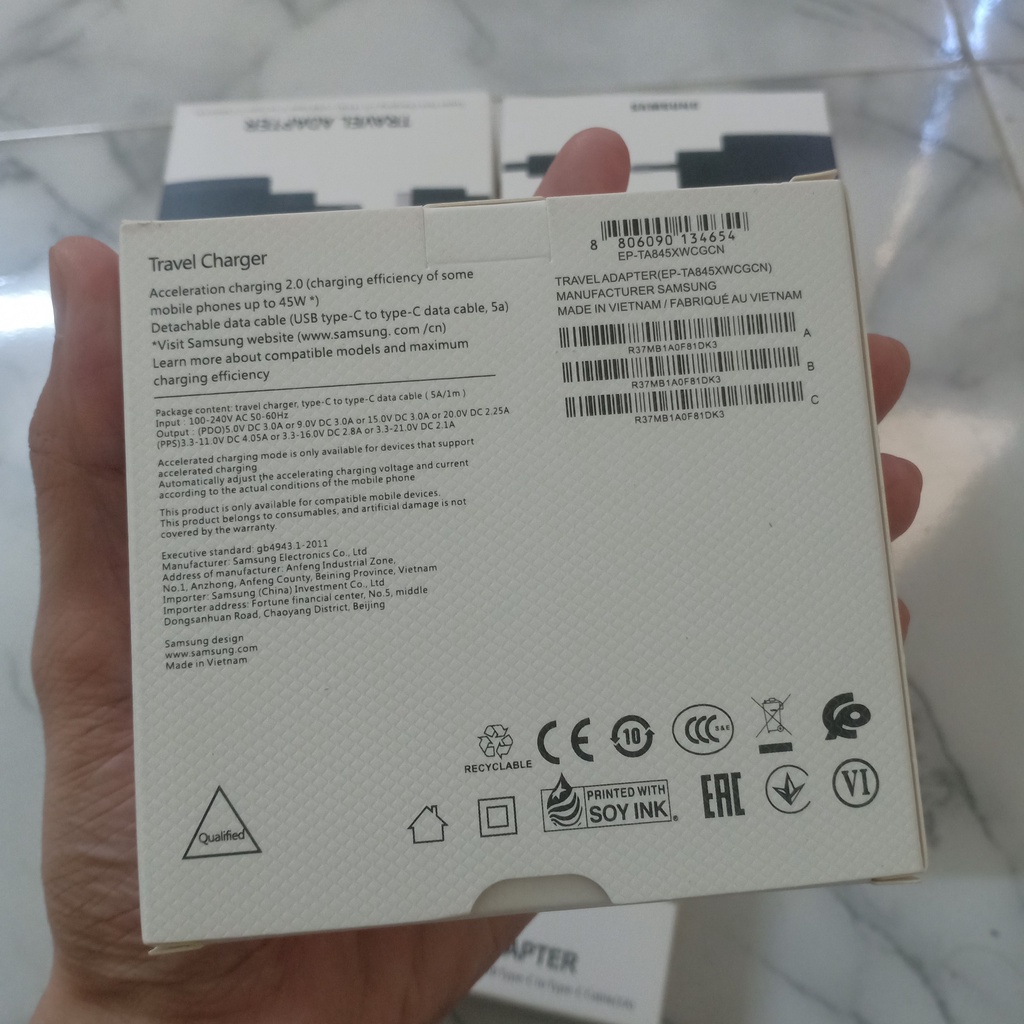 TRAVEL ADAPTER
SAMSUNG
Travel Charger
Acceleration charging 2.0 (charging efficiency of some
mobile phones up to 45W *)
Detachable data cable (USB type-C to type-C data cable, 5a)
*Visit Samsung website (www.samsung. com /cn)
Learn more about compatible models and maximum
charging efficiency
Package content: travel charger, type-C to type-C data cable ( 5A/1m )
Input : 100-240V AC 50-60Hz
Output : (PDO)5.0V DC 3.0A or 9.0V DC 3.0A or 15.0V DC 3.0A or 20.0V DC 2.25A
(PPS)3.3-11.0V DC 4.05A or 3.3-16.0V DC 2.8A or 3.3-21.0V DC 2.1A
Accelerated charging mode is only available for devices that support
accelerated charging
Automatically adjust the accelerating charging voltage and current
according to the actual conditions of the mobile phone
This product is only available for compatible mobile devices.
This product belongs to consumables, and artificial damage is not
covered by the warranty.
Executive standard: gb4943.1-2011
Manufacturer: Samsung Electronics Co., Ltd
Address of manufacturer: Anfeng Industrial Zone,
No.1, Anzhong, Anfeng County, Beining Province, Vietnam
Importer: Samsung (China) Investment Co., Ltd
Importer address: Fortune financial center, No.5, middle
Dongsanhuan Road, Chaoyang District, Beijing
Samsung design
www.samsung.com
Made in Vietnam
8 806090 134654
EP-TA845XWCGCN
TRAVEL ADAPTER(EP-TA845XWCGCN)
MANUFACTURER SAMSUNG
MADE IN VIETNAM / FABRIQUÉ AU VIETNAM
A
R37MB1A0F81DK3
B
R37MB1A0F81DK3
C
R37MB1A0F81DK3
RECYCLABLE
CE
10
CCC S&E
Qualified
PRINTED WITH
SOY INK
EAC
VI
APTER